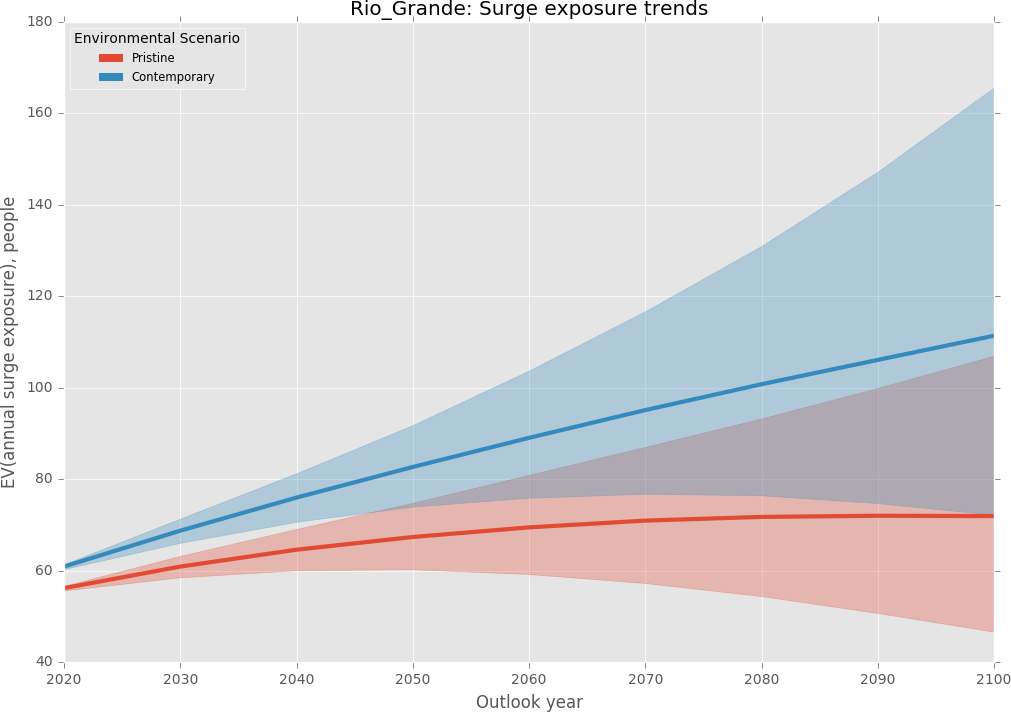 Rio_Grande: Surge exposure trends
180
160
140
120
100
80
60
40
EV(annual surge exposure), people
Environmental Scenario
Pristine
Contemporary
2020 2030 2040 2050 2060 2070 2080 2090 2100
Outlook year